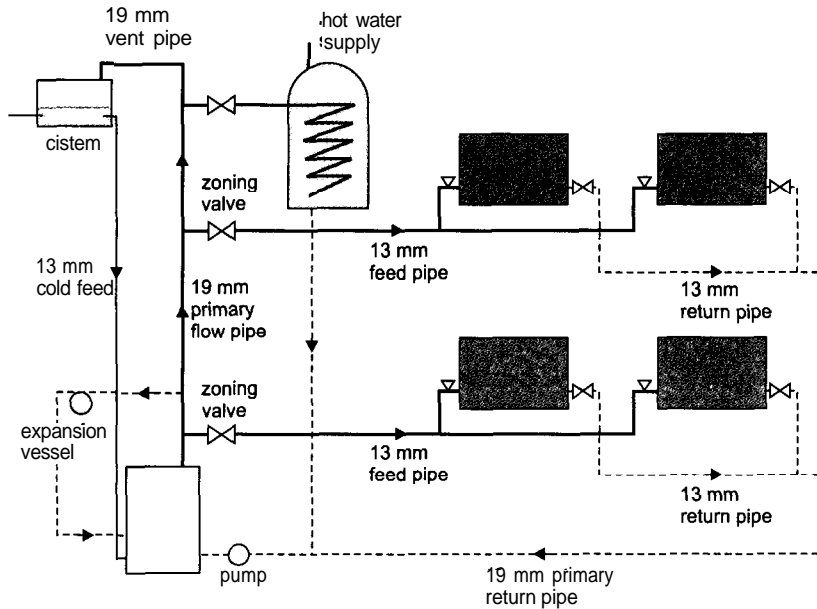 19 mm
vent pipe
hot water
supply
cistem
zoning
valve
13 mm
feed pipe
13 mm
cold feed
19 mm
primary
flow pipe
13 mm
return pipe
zoning
valve
expansion
vessel
13 mm
feed pipe
13 mm
return pipe
pump
19 mm primary
return pipe